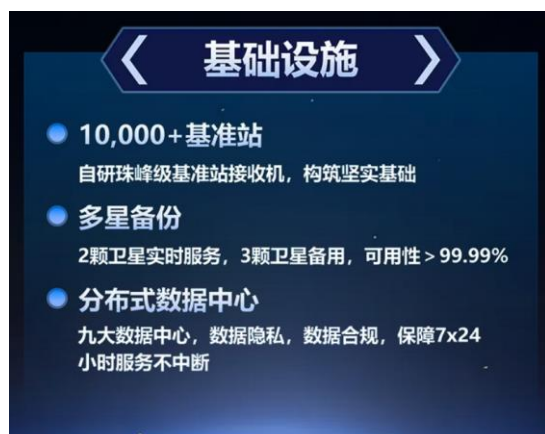 基础设施
10,000+基准站
自研珠峰级基准站接收机，构筑坚实基础
多星备份
2颗卫星实时服务，3颗卫星备用，可用性＞99.99%
分布式数据中心
九大数据中心，数据隐私，数据合规，保障7x24
小时服务不中断